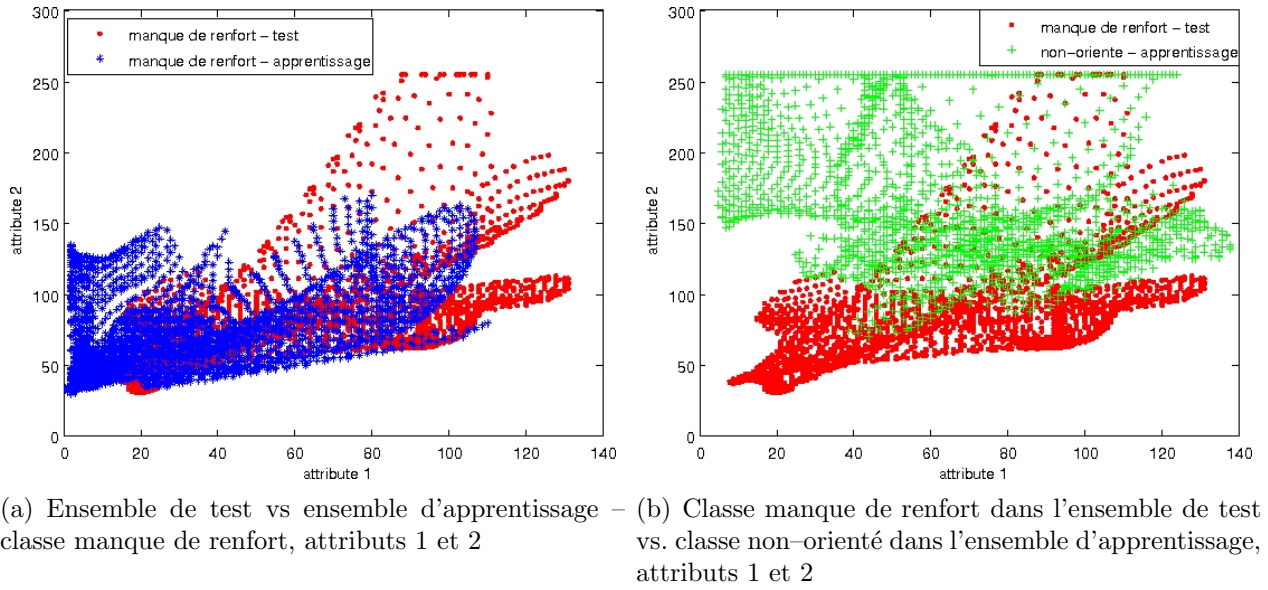 manque de renfort – test
manque de renfort – apprentissage
300
250
200
150
100
50
0
attribute 2
0 20 40 60 80 100 120 140
attribute 1
manque de renfort – test
non–oriente – apprentissage
300
250
200
150
100
50
0
attribute 2
0 20 40 60 80 100 120 140
attribute 1
(a) Ensemble de test vs ensemble d'apprentissage –
classe manque de renfort, attributs 1 et 2
(b) Classe manque de renfort dans l'ensemble de test
vs. classe non–orienté dans l'ensemble d'apprentissage,
attributs 1 et 2